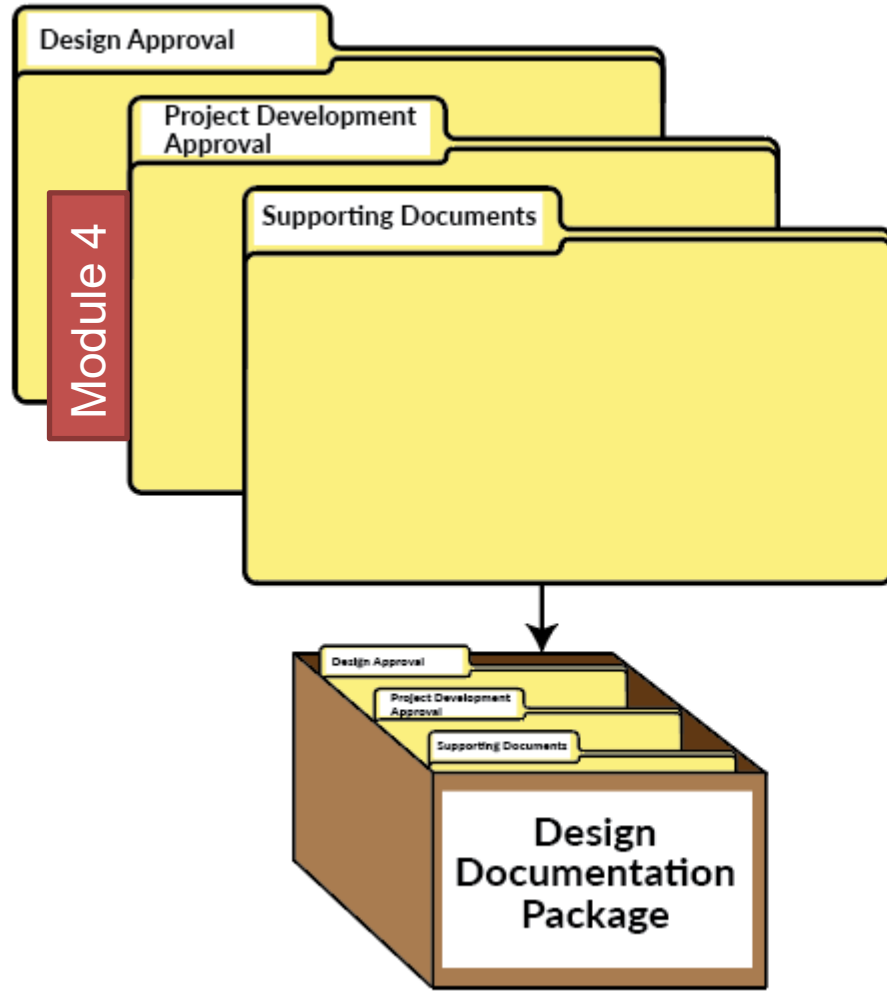 Design Approval
Project Development
Approval
Supporting Documents
Module 4
Design Approval
Project Development
Approval
Supporting Documents
Design
Documentation
Package